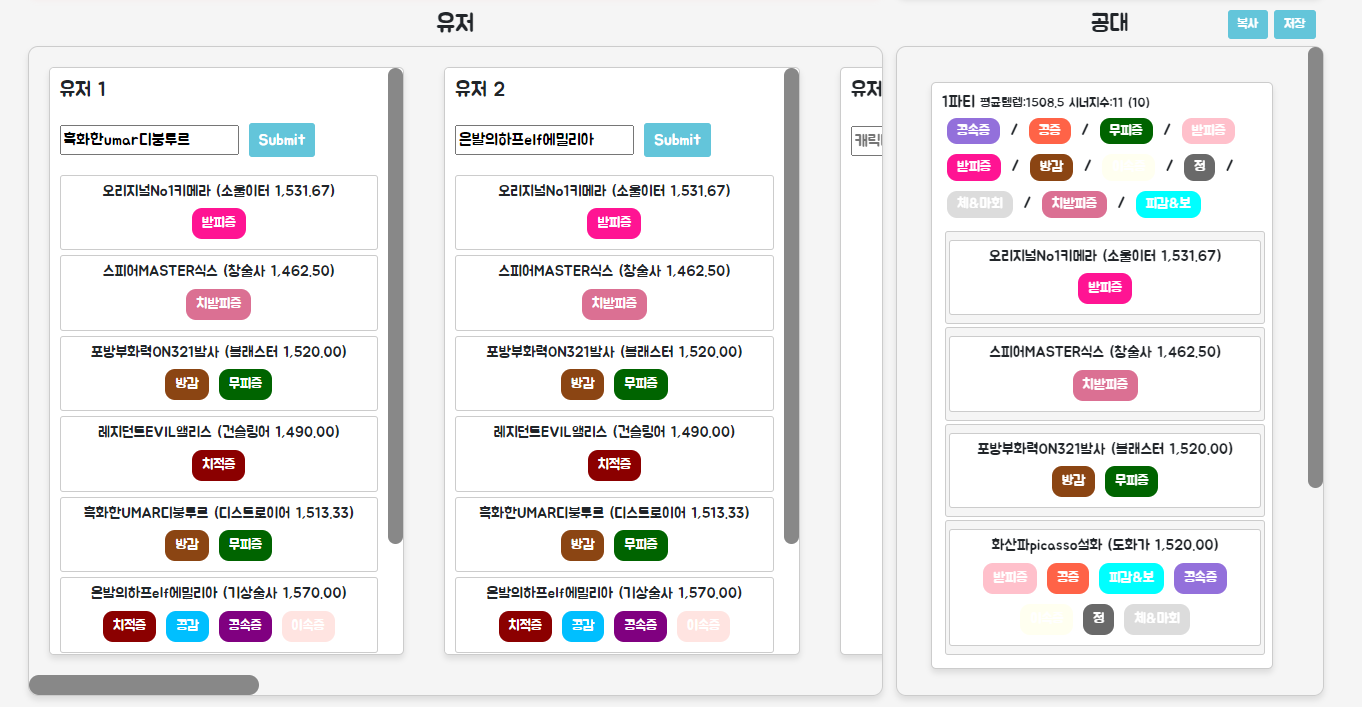 유저
공대
복사
저장
유저 1
흑화한umar디붕투르
Submit
오리지널No1키메라 (소울이터 1,531.67)
받피증
스피어MASTER식스 (창술사 1,462.50)
치받피증
포방부화력ON321발사 (블래스터 1,520.00)
방감 무피증
레지던트EVIL앨리스 (건슬링어 1,490.00)
치적증
흑화한UMAR디붕투르 (디스트로이어 1,513.33)
방감 무피증
은발의하프elf에밀리아 (기상술사 1,570.00)
치적증 공감 공속증 이속증
유저 2
은발의하프elf에밀리아
Submit
오리지널No1키메라 (소울이터 1,531.67)
받피증
스피어MASTER식스 (창술사 1,462.50)
치받피증
포방부화력ON321발사 (블래스터 1,520.00)
방감 무피증
레지던트EVIL앨리스 (건슬링어 1,490.00)
치적증
흑화한UMAR디붕투르 (디스트로이어 1,513.33)
방감 무피증
은발의하프elf에밀리아 (기상술사 1,570.00)
치적증 공감 공속증 이속증
유저
캐릭
1파티 평균템렙:1508.5 시너지수:11 (10)
공속증 / 공증 / 무피증 / 받피증
받피증 / 방감 / / 정 /
체&마회 / 치받피증 / 피감&보
오리지널No1키메라 (소울이터 1,531.67)
받피증
스피어MASTER식스 (창술사 1,462.50)
치받피증
포방부화력ON321발사 (블래스터 1,520.00)
방감 무피증
화산파picasso설화 (도화가 1,520.00)
받피증 공증 피감&보 공속증
정 체&마회